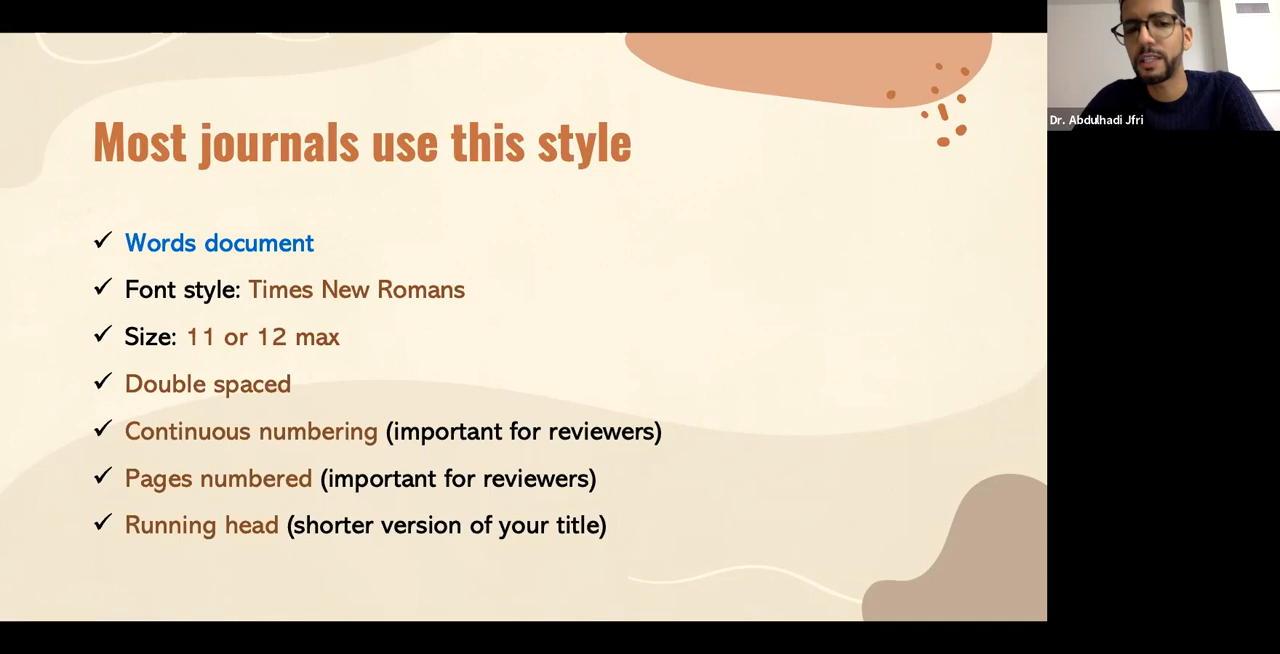 Most journals use this style
✓ Words document
✓ Font style: Times New Romans
✓ Size: 11 or 12 max
✓ Double spaced
✓ Continuous numbering (important for reviewers)
✓ Pages numbered (important for reviewers)
✓ Running head (shorter version of your title)
Dr. Abdulhadi Jfri